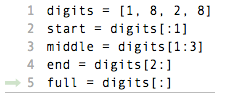 1 digits = [1, 8, 2, 8]
2 start = digits[:1]
3 middle = digits[1:3]
4 end = digits[2:]
5 full = digits[:]